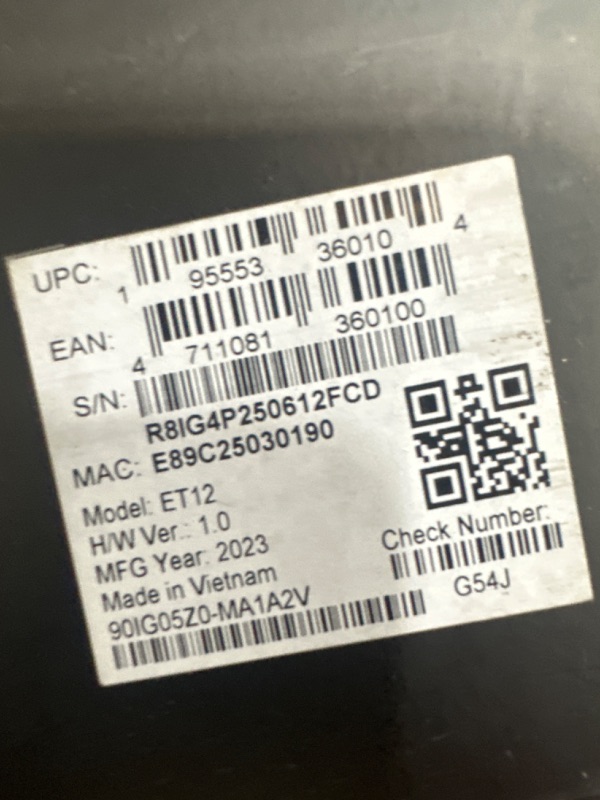 UPC: 1 95553 36010 4
EAN: 4 711081 360100
S/N:
R8IG4P250612FCD
MAC: E89C25030190
Model: ET12
H/W Ver.: 1.0
MFG Year: 2023
Made in Vietnam
90IG05Z0-MA1A2V
Check Number:
G54J